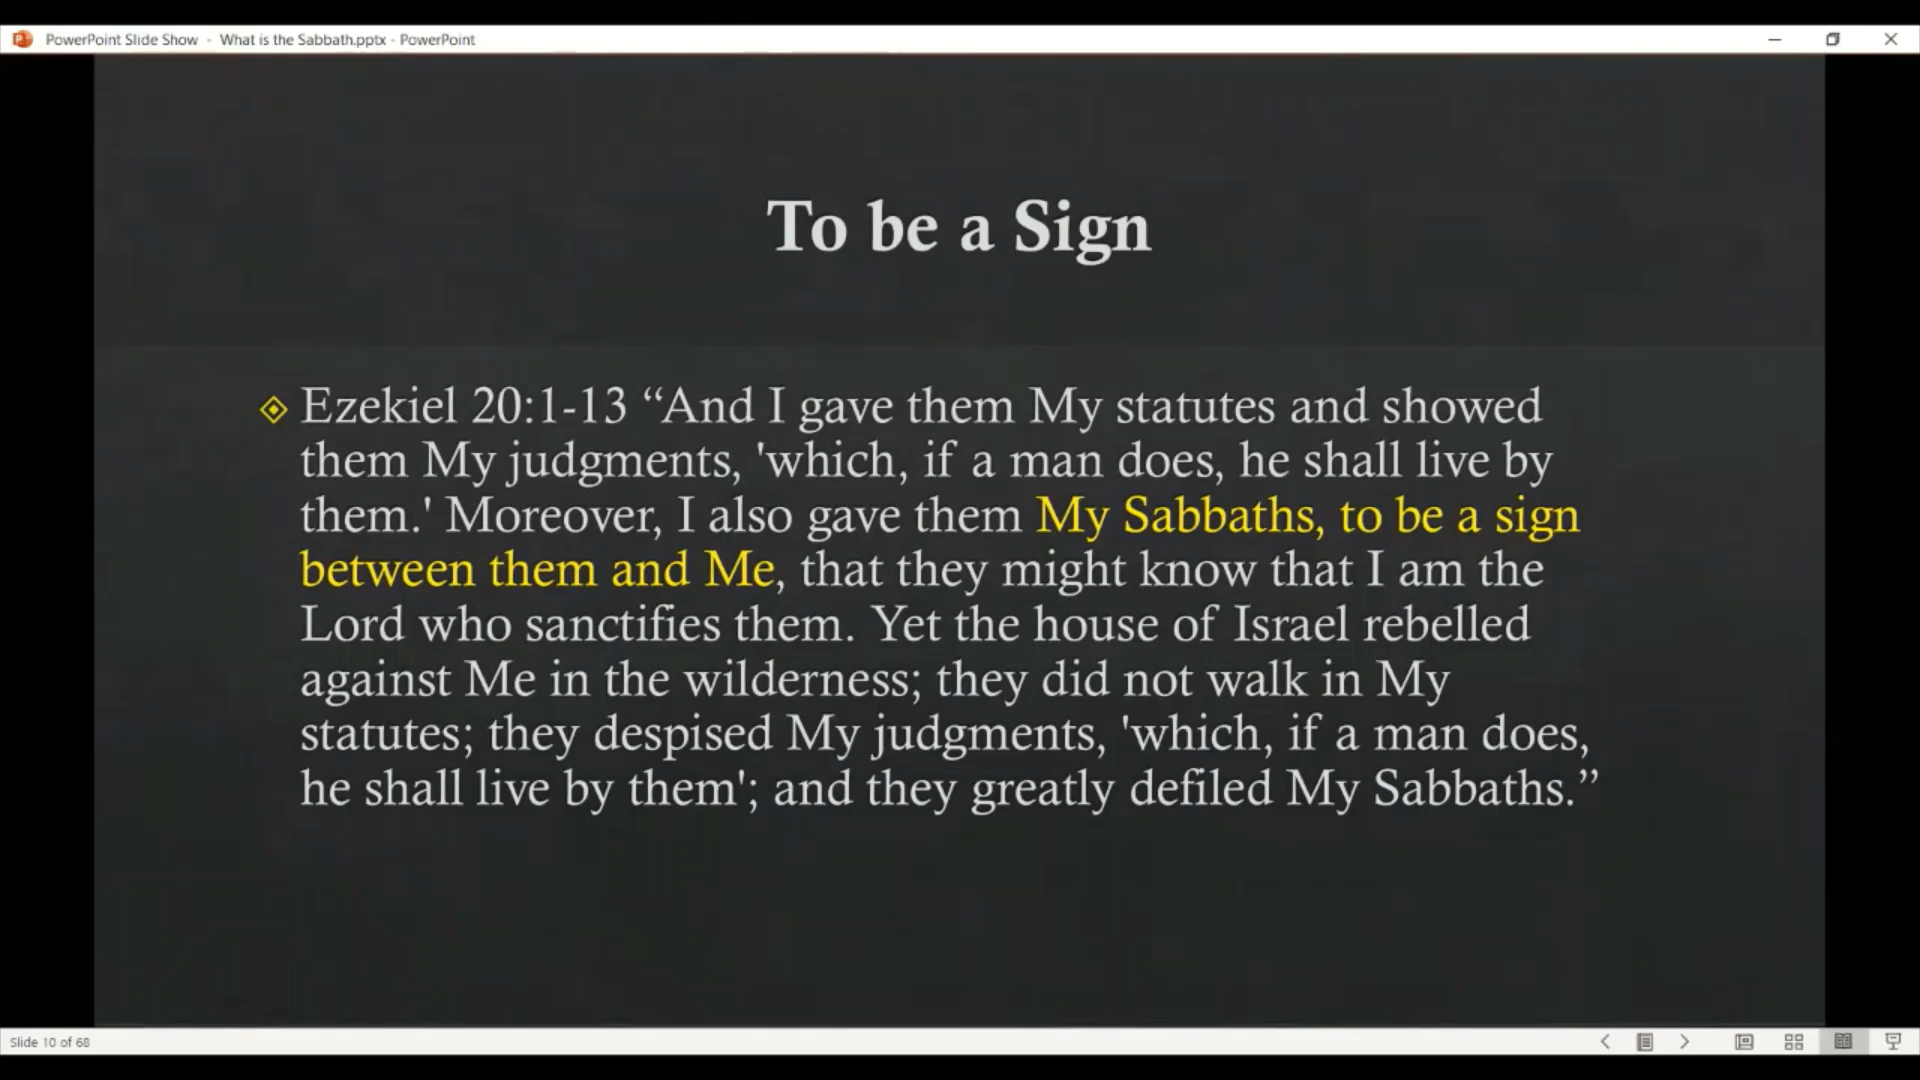 PowerPoint Slide Show - What is the Sabbath.pptx - PowerPoint
To be a Sign
Ezekiel 20:1-13 “And I gave them My statutes and showed
them My judgments, 'which, if a man does, he shall live by
them.' Moreover, I also gave them My Sabbaths, to be a sign
between them and Me, that they might know that I am the
Lord who sanctifies them. Yet the house of Israel rebelled
against Me in the wilderness; they did not walk in My
statutes; they despised My judgments, 'which, if a man does,
he shall live by them'; and they greatly defiled My Sabbaths.”
Slide 10 of 68